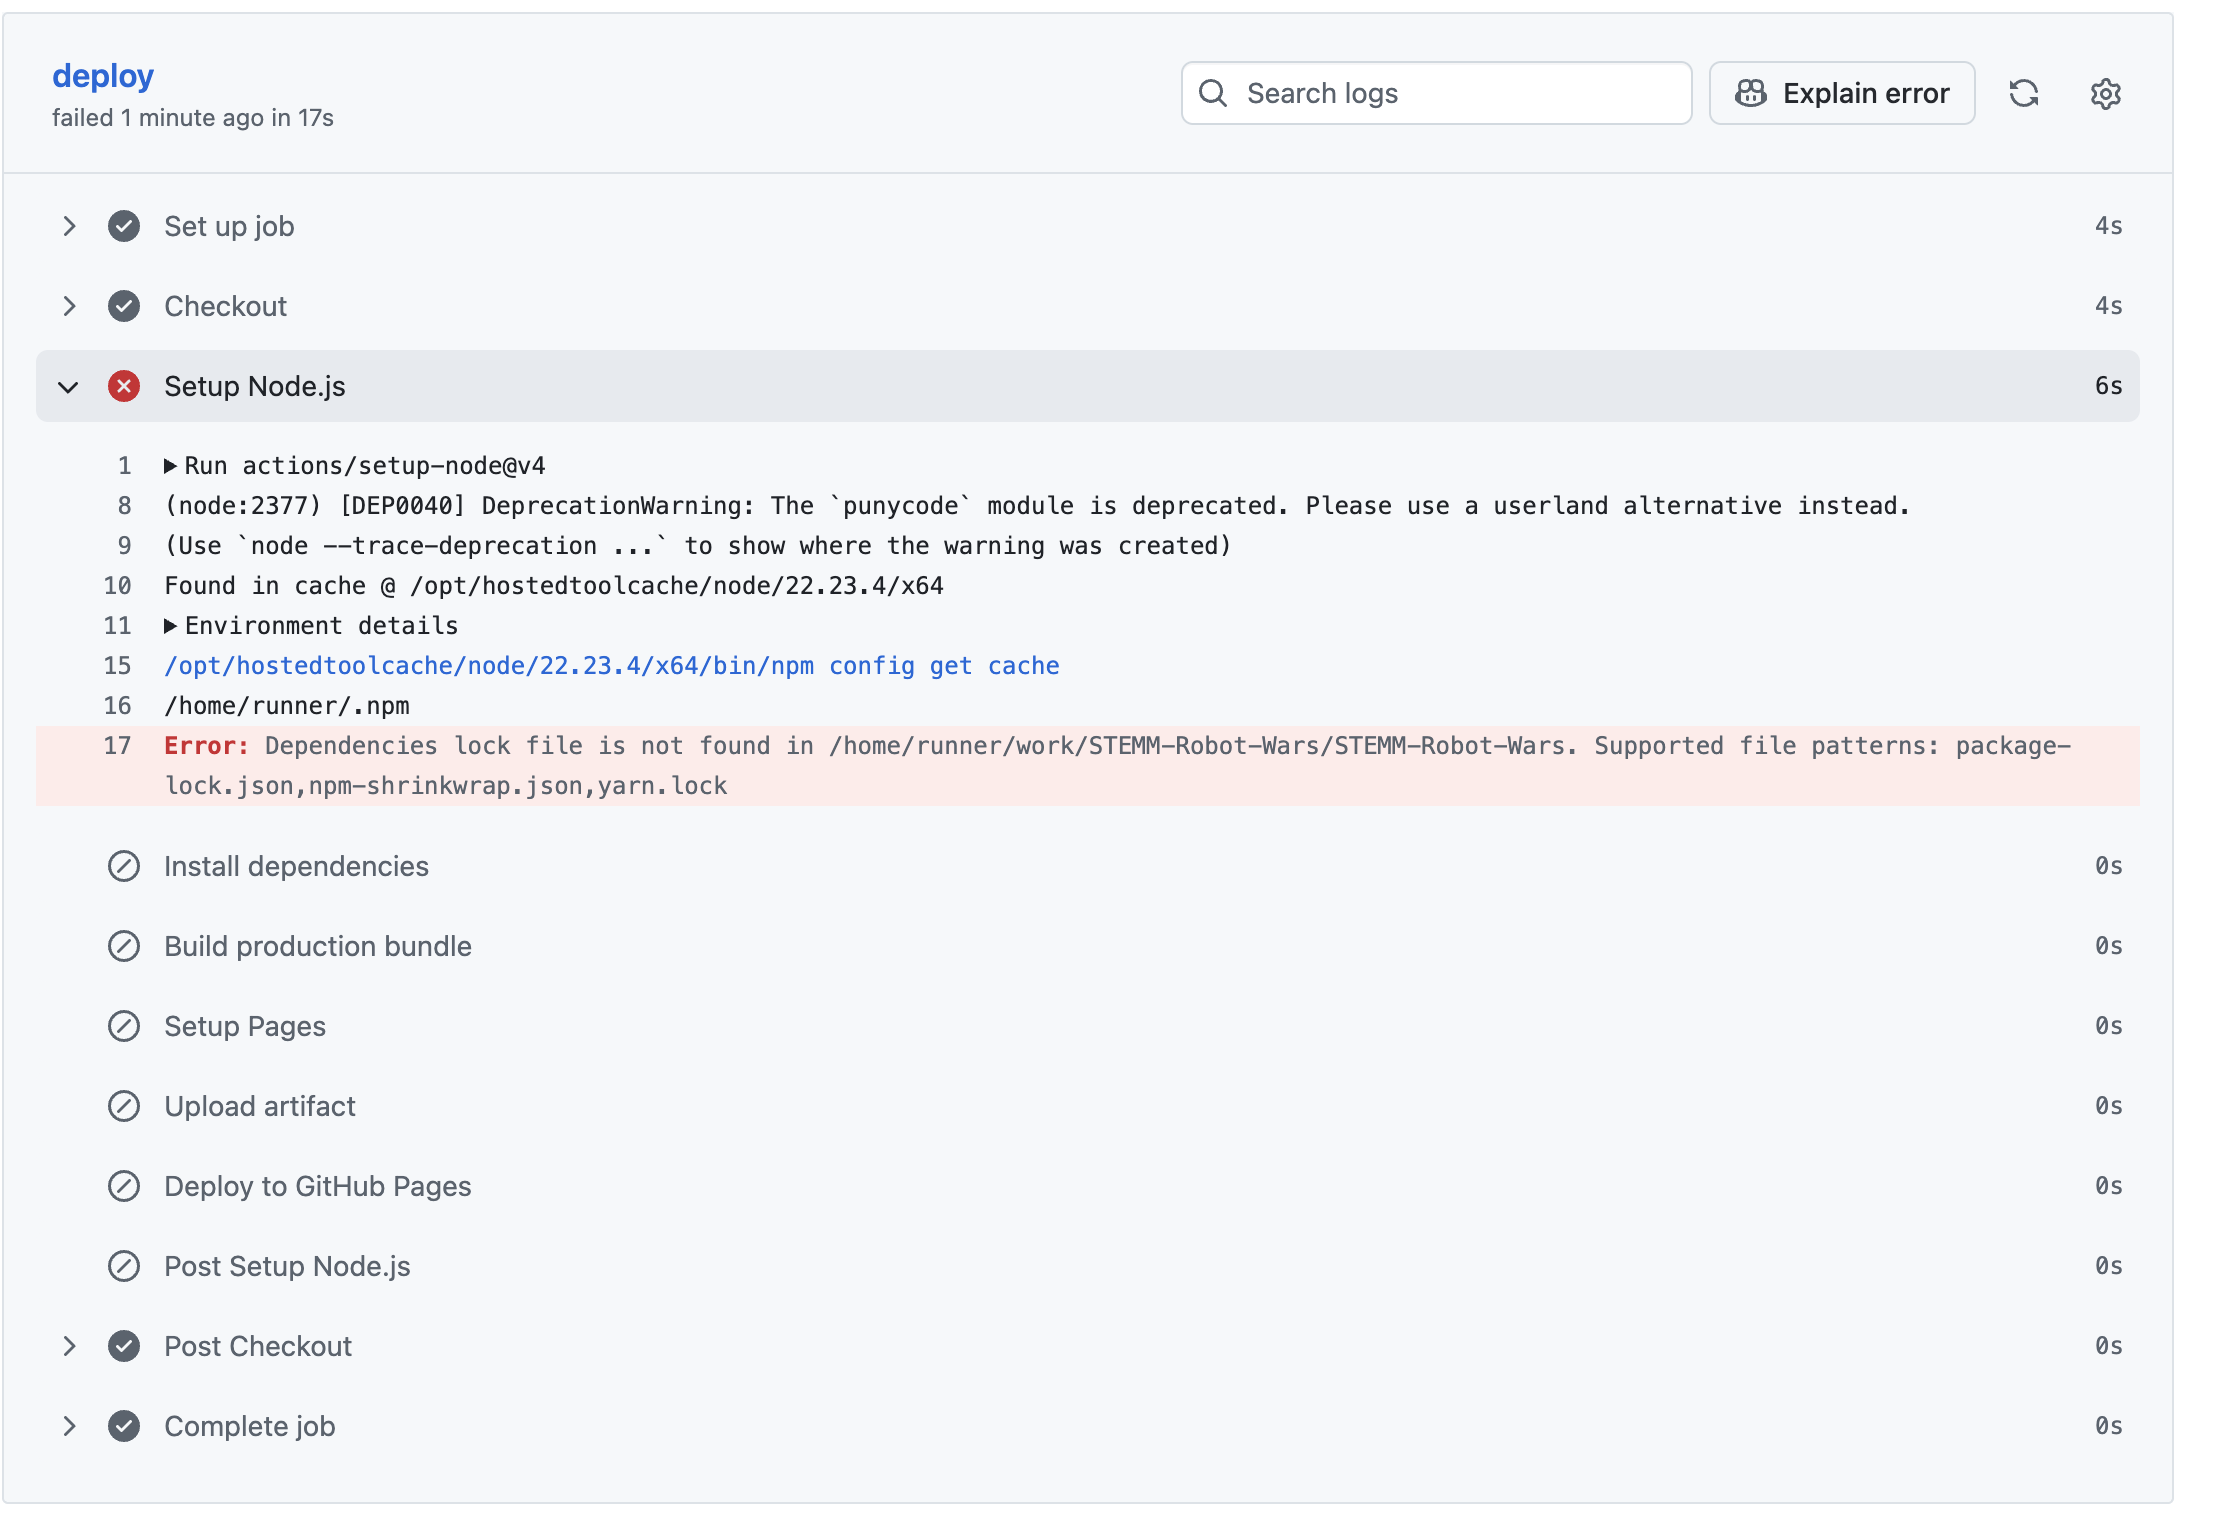 deploy
failed 1 minute ago in 17s
Search logs
Explain error
Set up job 4s
Checkout 4s
Setup Node.js 6s
1 Run actions/setup-node@v4
8 (node:2377) [DEP0040] DeprecationWarning: The `punycode` module is deprecated. Please use a userland alternative instead.
9 (Use `node --trace-deprecation ...` to show where the warning was created)
10 Found in cache @ /opt/hostedtoolcache/node/22.23.4/x64
11 Environment details
15 /opt/hostedtoolcache/node/22.23.4/x64/bin/npm config get cache
16 /home/runner/.npm
17 Error: Dependencies lock file is not found in /home/runner/work/STEMM-Robot-Wars/STEMM-Robot-Wars. Supported file patterns: package-
lock.json,npm-shrinkwrap.json,yarn.lock
Install dependencies 0s
Build production bundle 0s
Setup Pages 0s
Upload artifact 0s
Deploy to GitHub Pages 0s
Post Setup Node.js 0s
Post Checkout 0s
Complete job 0s